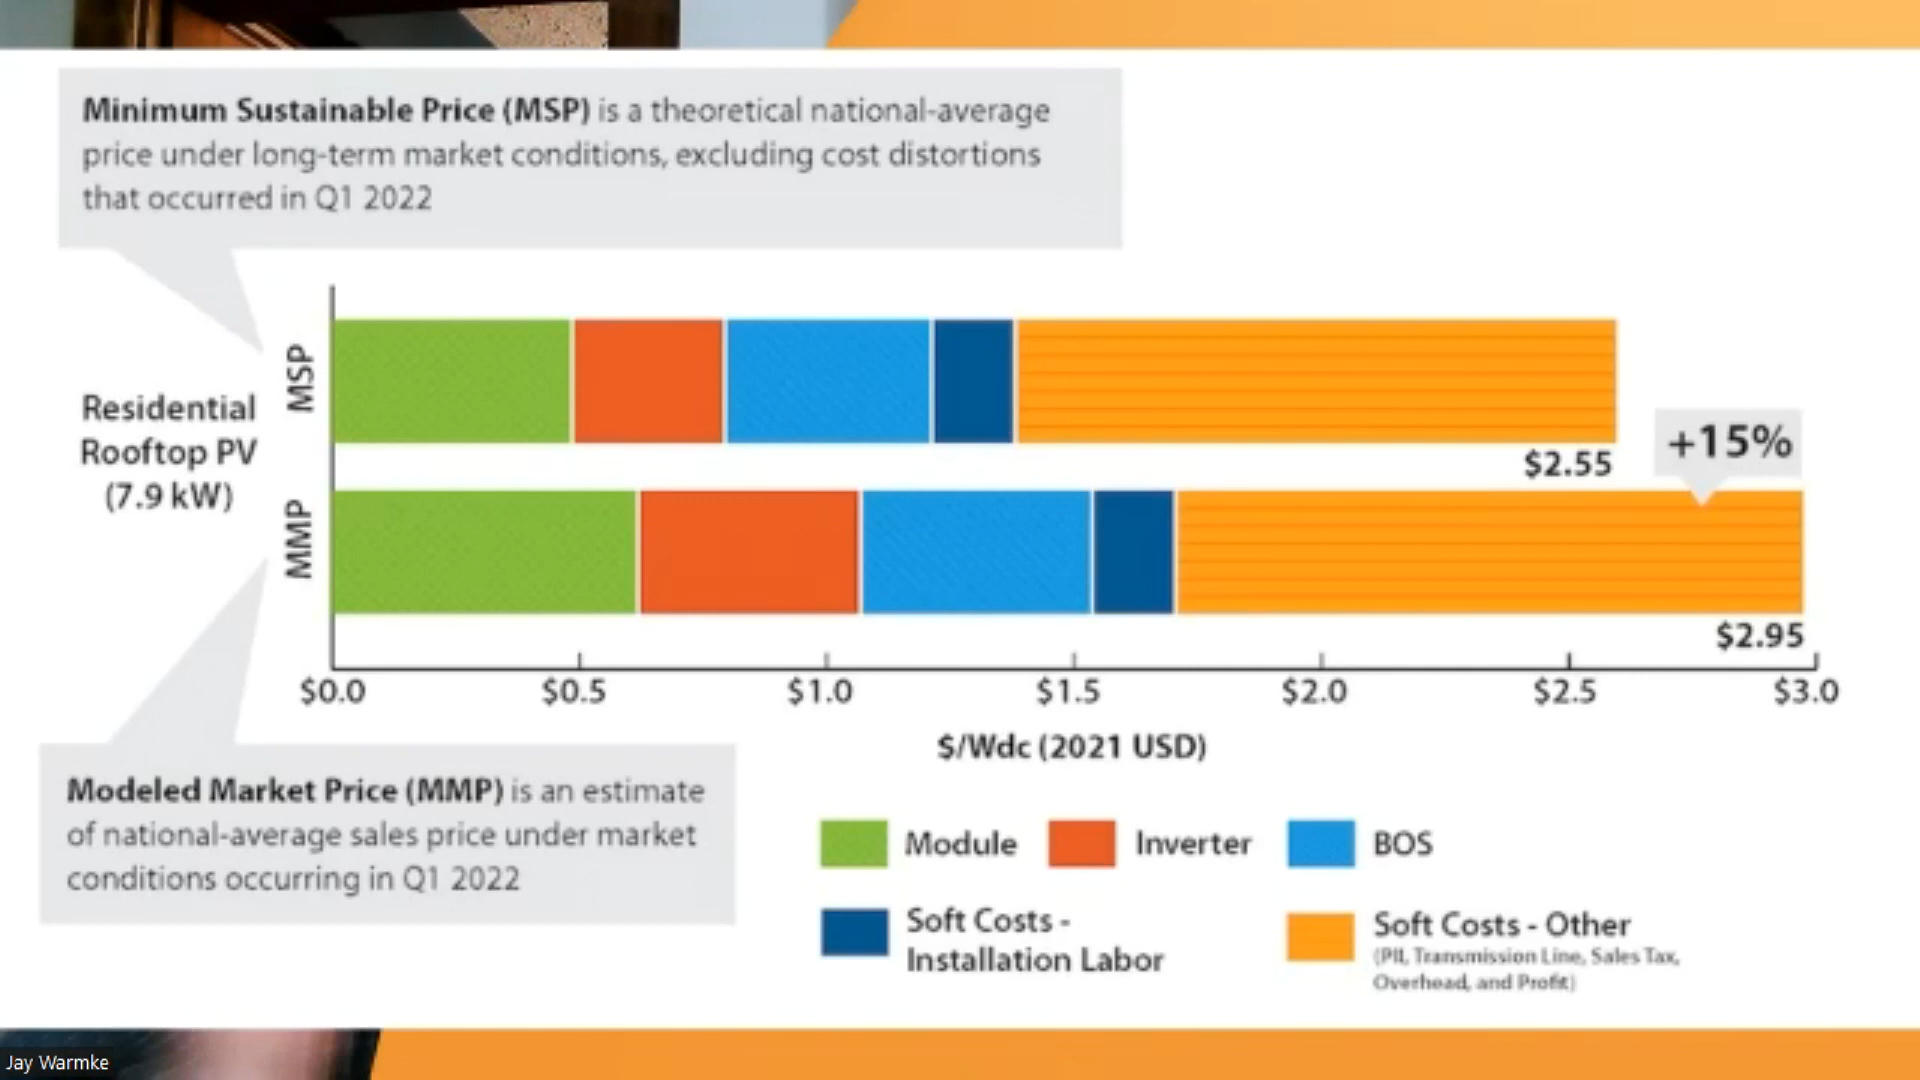 Minimum Sustainable Price (MSP) is a theoretical national-average
price under long-term market conditions, excluding cost distortions
that occurred in Q1 2022
Residential
Rooftop PV
(7.9 kW)
MSP
$2.55
+15%
MMP
$2.95
$0.0 $0.5 $1.0 $1.5 $2.0 $2.5 $3.0
$/Wdc (2021 USD)
Modeled Market Price (MMP) is an estimate
of national-average sales price under market
conditions occurring in Q1 2022
Module Inverter BOS
Soft Costs -
Installation Labor
Soft Costs - Other
(PII, Transmission Line, Sales Tax,
Overhead, and Profit)
Jay Warmke